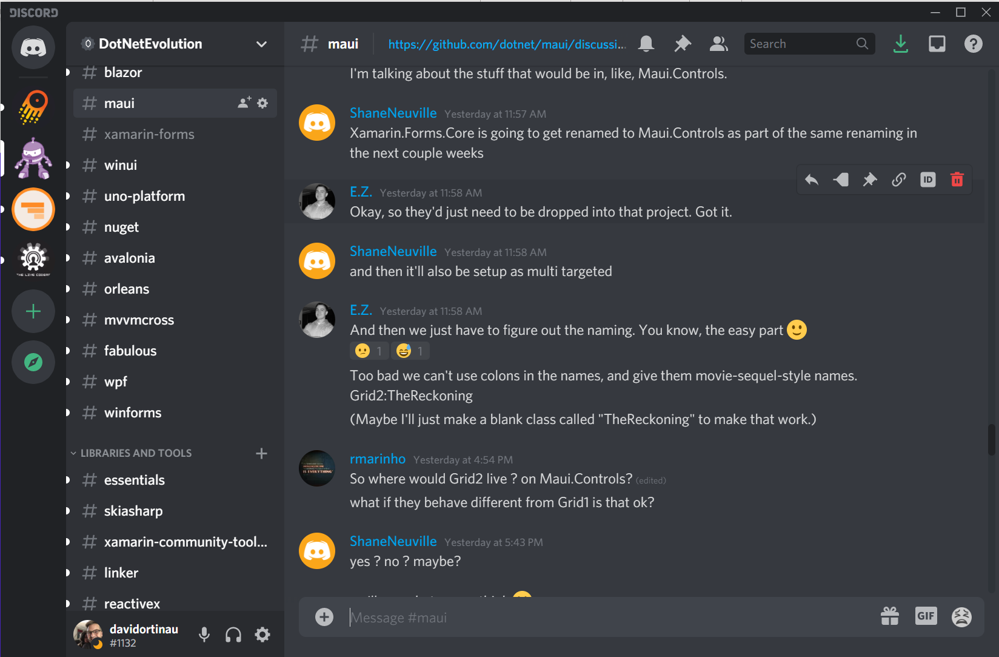 DISCORD
DotNetEvolution
# maui
https://github.com/dotnet/maui/discussi...
Search
# blazor
# maui
# xamarin-forms
# winui
# uno-platform
# nuget
# avalonia
# orleans
# mvvmcross
# fabulous
# wpf
# winforms
LIBRARIES AND TOOLS
# essentials
# skiasharp
# xamarin-community-tool...
# linker
# reactivex
THE LIVE CODERS
davidortinau
#1132
I'm talking about the stuff that would be in, like, Maui.Controls.
ShaneNeuville Yesterday at 11:57 AM
Xamarin.Forms.Core is going to get renamed to Maui.Controls as part of the same renaming in
the next couple weeks
ID
E.Z. Yesterday at 11:58 AM
Okay, so they'd just need to be dropped into that project. Got it.
ShaneNeuville Yesterday at 11:58 AM
and then it'll also be setup as multi targeted
E.Z. Yesterday at 11:58 AM
And then we just have to figure out the naming. You know, the easy part 🙂
😕 1 😅 1
Too bad we can't use colons in the names, and give them movie-sequel-style names.
Grid2:TheReckoning
(Maybe I'll just make a blank class called "TheReckoning" to make that work.)
rmarinho Yesterday at 4:54 PM
IS EVERYTHING"
So where would Grid2 live ? on Maui.Controls? (edited)
what if they behave different from Grid1 is that ok?
ShaneNeuville Yesterday at 5:43 PM
yes ? no ? maybe?
Message #maui
GIF